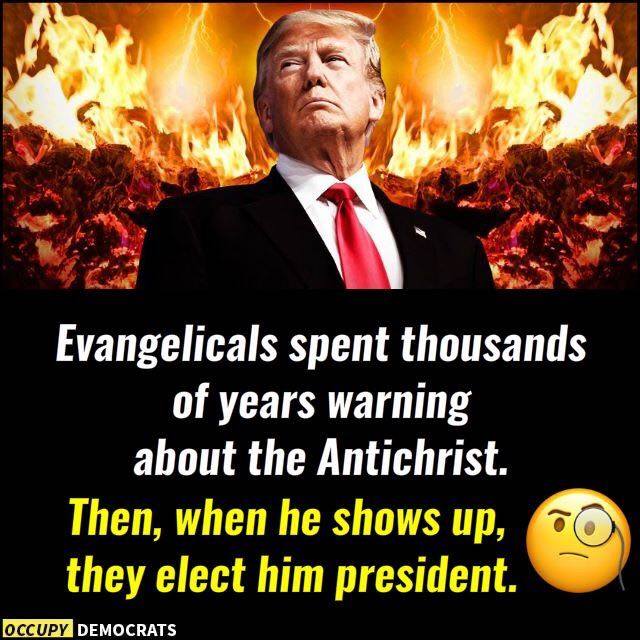 Evangelicals spent thousands
of years warning
about the Antichrist.
Then, when he shows up,
they elect him president.
OCCUPY DEMOCRATS